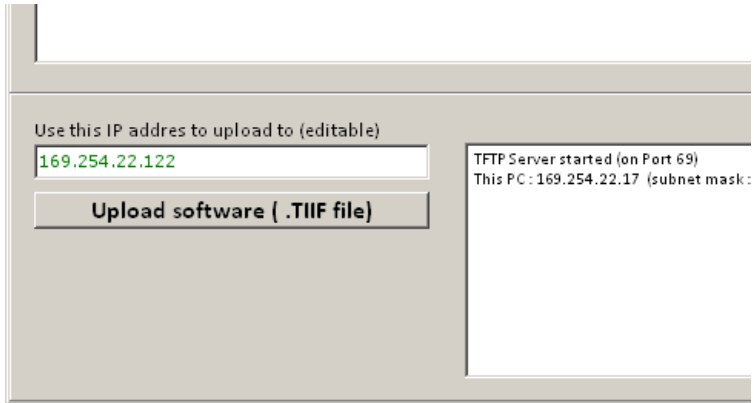 Use this IP addres to upload to (editable)
169.254.22.122
Upload software ( .TIIF file)
TFTP Server started (on Port 69)
This PC : 169.254.22.17 (subnet mask :